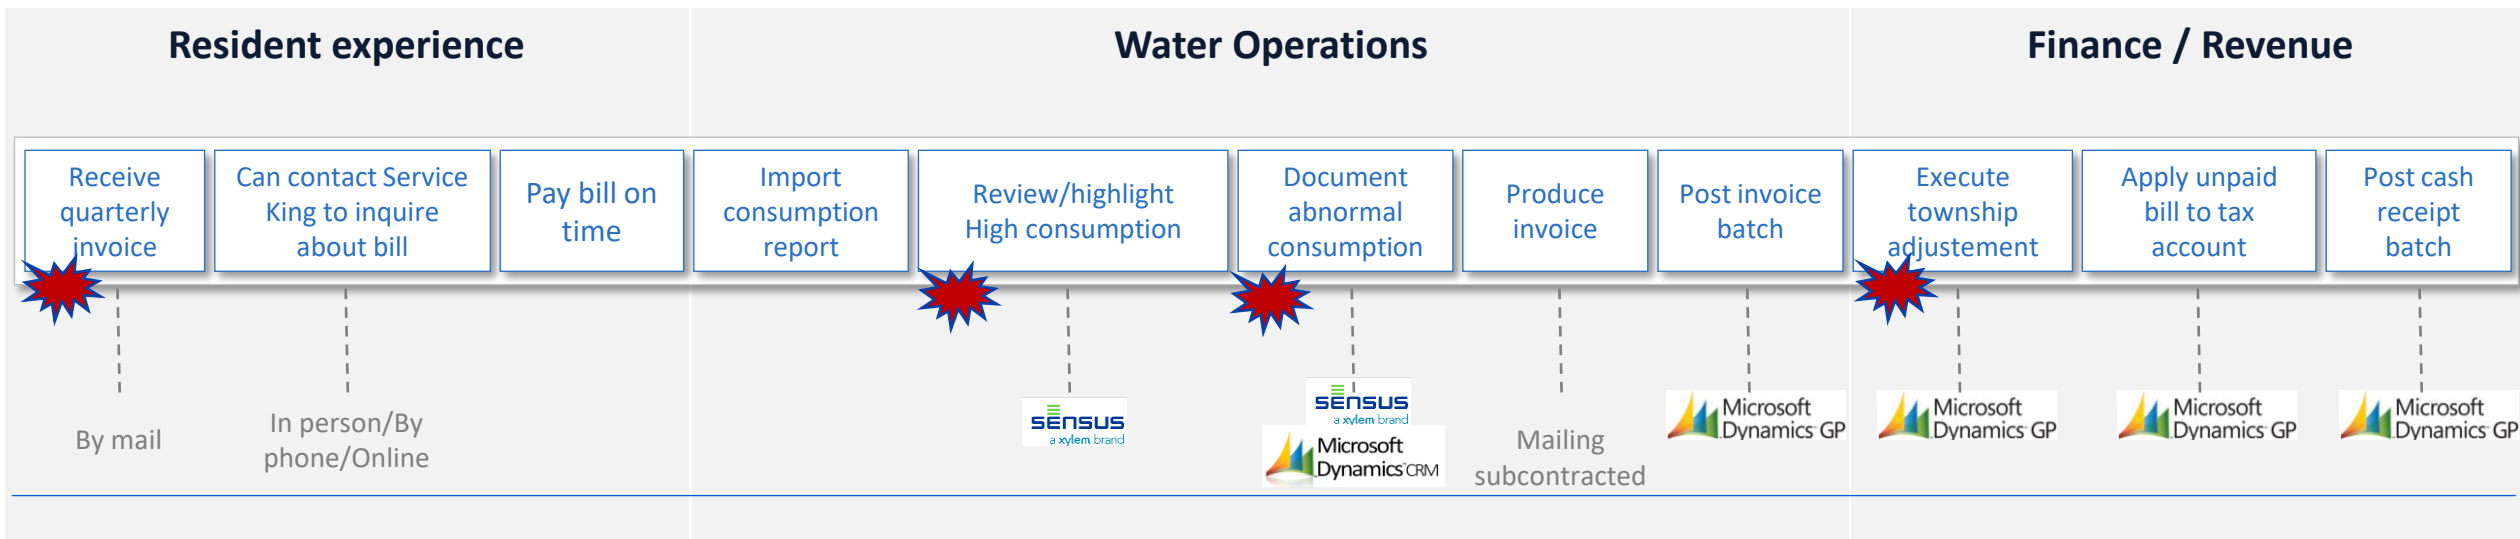 Resident experience
Water Operations
Finance / Revenue
Receive
quarterly
invoice
Can contact Service
King to inquire
about bill
Pay bill on
time
Import
consumption
report
Review/highlight
High consumption
Document
abnormal
consumption
Produce
invoice
Post invoice
batch
Execute
township
adjustement
Apply unpaid
bill to tax
account
Post cash
receipt
batch
By mail
In person/By
phone/Online
sensus
a xylem brand
sensus
a xylem brand
Microsoft
Dynamics CRM
Mailing
subcontracted
Microsoft
Dynamics GP
Microsoft
Dynamics GP
Microsoft
Dynamics GP
Microsoft
Dynamics GP